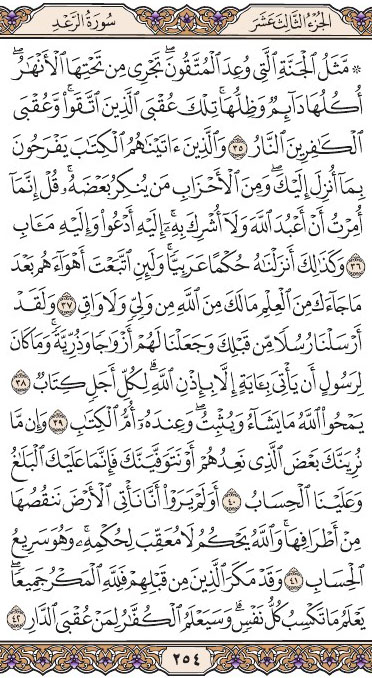 الجزء الثالث عشر
سورة الرعد
۞ مَّثَلُ ٱلْجَنَّةِ ٱلَّتِى وُعِدَ ٱلْمُتَّقُونَ ۖ تَجْرِى مِن تَحْتِهَا ٱلْأَنْهَٰرُ ۖ
أُكُلُهَا دَآئِمٌ وَظِلُّهَا ۚ تِلْكَ عُقْبَى ٱلَّذِينَ ٱتَّقَوا۟ ۖ وَّعُقْبَى
ٱلْكَٰفِرِينَ ٱلنَّارُ ٣٥ وَٱلَّذِينَ ءَاتَيْنَٰهُمُ ٱلْكِتَٰبَ يَفْرَحُونَ
بِمَآ أُنزِلَ إِلَيْكَ ۖ وَمِنَ ٱلْأَحْزَابِ مَن يُنكِرُ بَعْضَهُۥ ۚ قُلْ إِنَّمَآ
أُمِرْتُ أَنْ أَعْبُدَ ٱللَّهَ وَلَآ أُشْرِكَ بِهِۦٓ ۚ إِلَيْهِ أَدْعُوا۟ وَإِلَيْهِ مَـَٔابِ
٣٦ وَكَذَٰلِكَ أَنزَلْنَٰهُ حُكْمًا عَرَبِيًّا ۚ وَلَئِنِ ٱتَّبَعْتَ أَهْوَآءَهُم بَعْدَ
مَا جَآءَكَ مِنَ ٱلْعِلْمِ مَا لَكَ مِنَ ٱللَّهِ مِن وَلِىٍّ وَلَا وَاقٍ ٣٧ وَلَقَدْ
أَرْسَلْنَا رُسُلًا مِّن قَبْلِكَ وَجَعَلْنَا لَهُمْ أَزْوَٰجًا وَذُرِّيَّةً ۚ وَمَا كَانَ
لِرَسُولٍ أَن يَأْتِىَ بِـَٔايَةٍ إِلَّا بِإِذْنِ ٱللَّهِ ۗ لِكُلِّ أَجَلٍ كِتَابٌ ٣٨
يَمْحُوا۟ ٱللَّهُ مَا يَشَآءُ وَيُثْبِتُ ۖ وَعِندَهُۥٓ أُمُّ ٱلْكِتَٰبِ ٣٩ وَإِن مَّا
نُرِيَنَّكَ بَعْضَ ٱلَّذِى نَعِدُهُمْ أَوْ نَتَوَفَّيَنَّكَ فَإِنَّمَا عَلَيْكَ ٱلْبَلَٰغُ
وَعَلَيْنَا ٱلْحِسَابُ ٤٠ أَوَلَمْ يَرَوْا۟ أَنَّا نَأْتِى ٱلْأَرْضَ نَنقُصُهَا
مِنْ أَطْرَافِهَا ۚ وَٱللَّهُ يَحْكُمُ لَا مُعَقِّبَ لِحُكْمِهِۦ ۚ وَهُوَ سَرِيعُ
ٱلْحِسَابِ ٤١ وَقَدْ مَكَرَ ٱلَّذِينَ مِن قَبْلِهِمْ فَلِلَّهِ ٱلْمَكْرُ جَمِيعًا ۖ
يَعْلَمُ مَا تَكْسِبُ كُلُّ نَفْسٍ ۗ وَسَيَعْلَمُ ٱلْكُفَّٰرُ لِمَنْ عُقْبَى ٱلدَّارِ ٤٢
٢٥٤